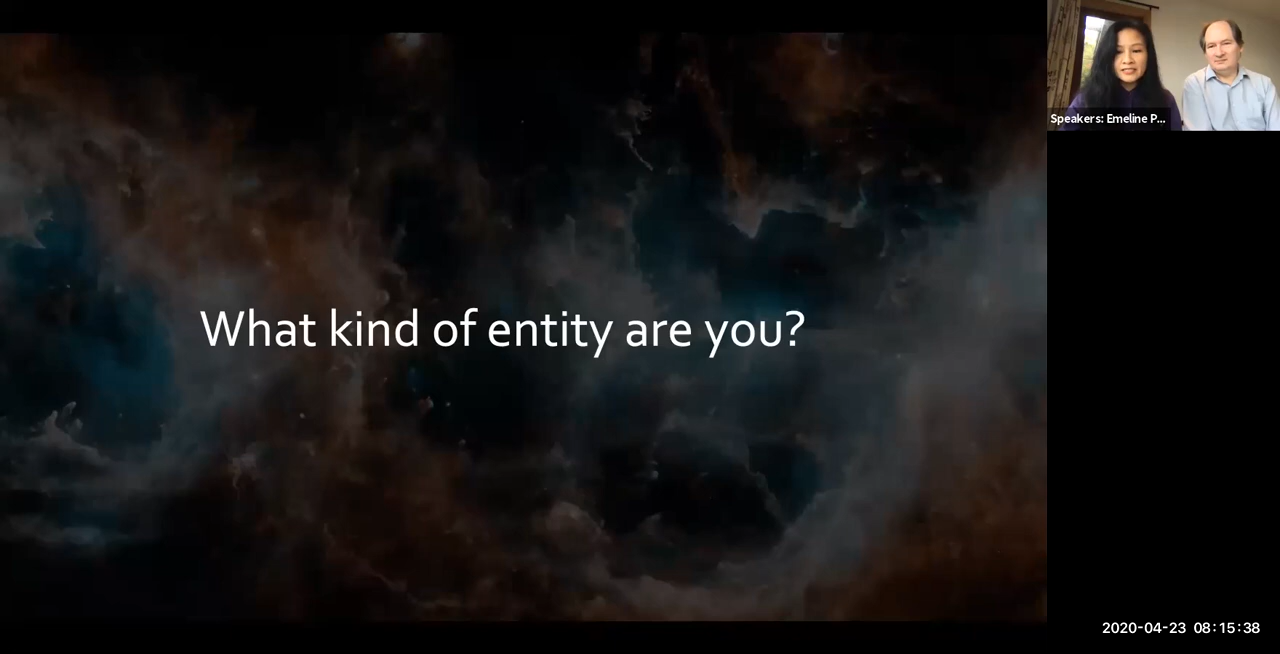 What kind of entity are you?
Speakers: Emeline P...
2020-04-23 08:15:38